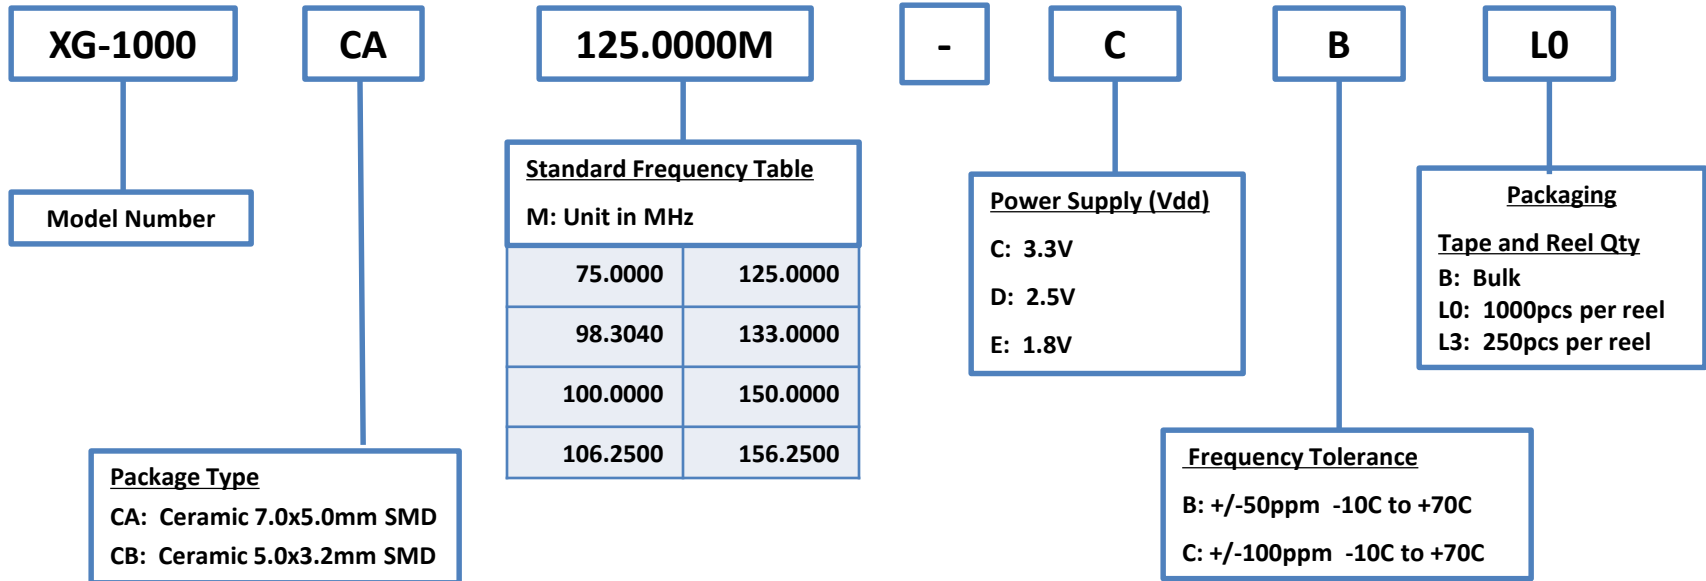 XG-1000 CA 125.0000M - C B L0
Model Number
Standard Frequency Table
M: Unit in MHz
75.0000 125.0000
98.3040 133.0000
100.0000 150.0000
106.2500 156.2500
Power Supply (Vdd)
C: 3.3V
D: 2.5V
E: 1.8V
Packaging
Tape and Reel Qty
B: Bulk
L0: 1000pcs per reel
L3: 250pcs per reel
Package Type
CA: Ceramic 7.0x5.0mm SMD
CB: Ceramic 5.0x3.2mm SMD
Frequency Tolerance
B: +/-50ppm -10C to +70C
C: +/-100ppm -10C to +70C